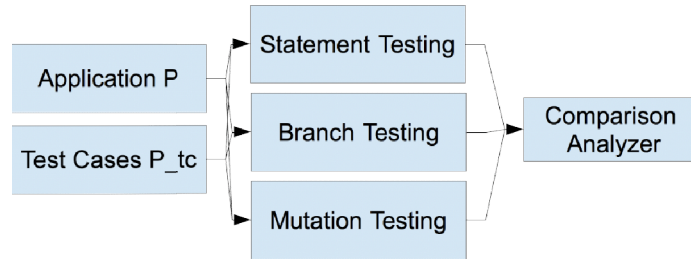 Application P
Test Cases P_tc
Statement Testing
Branch Testing
Mutation Testing
Comparison
Analyzer